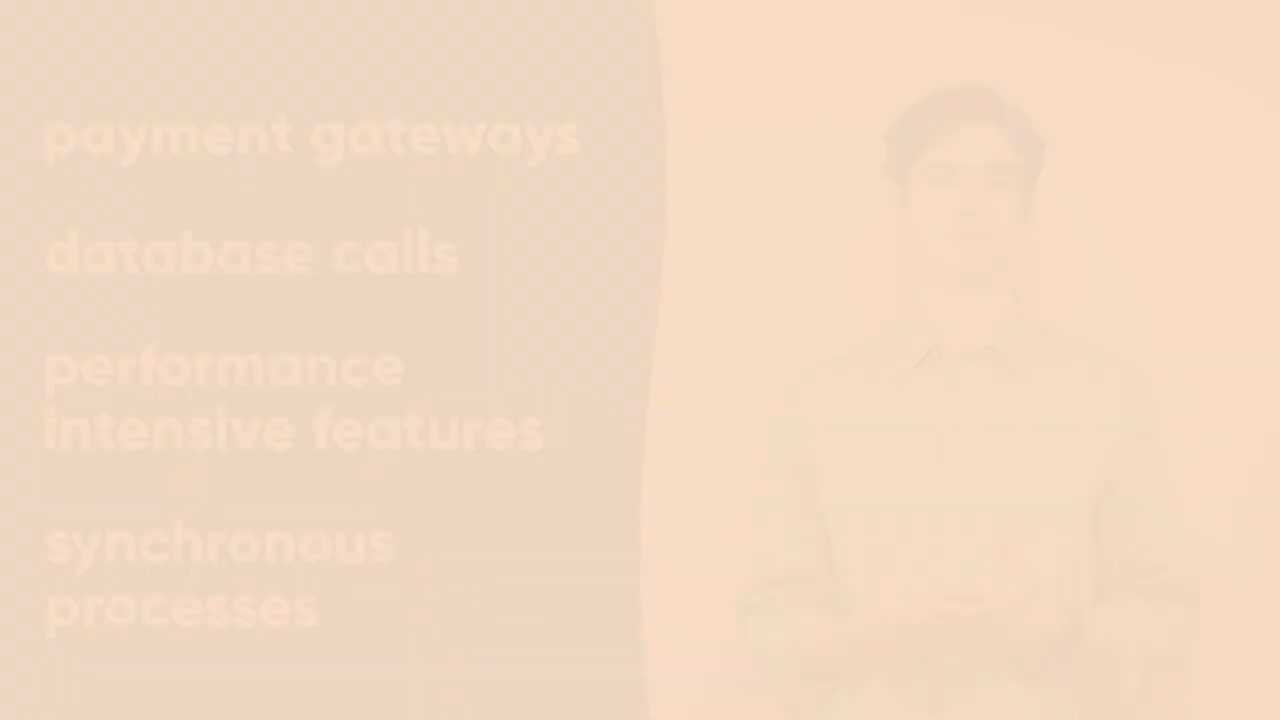 payment gateways
database calls
performance
intensive features
synchronous
processes